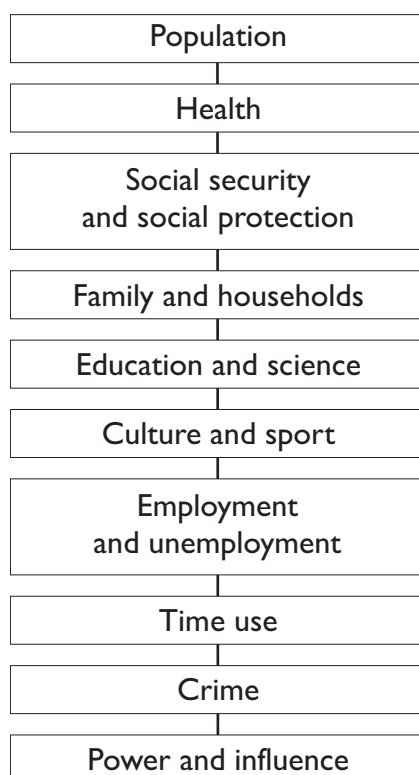 Population
Health
Social security
and social protection
Family and households
Education and science
Culture and sport
Employment
and unemployment
Time use
Crime
Power and influence